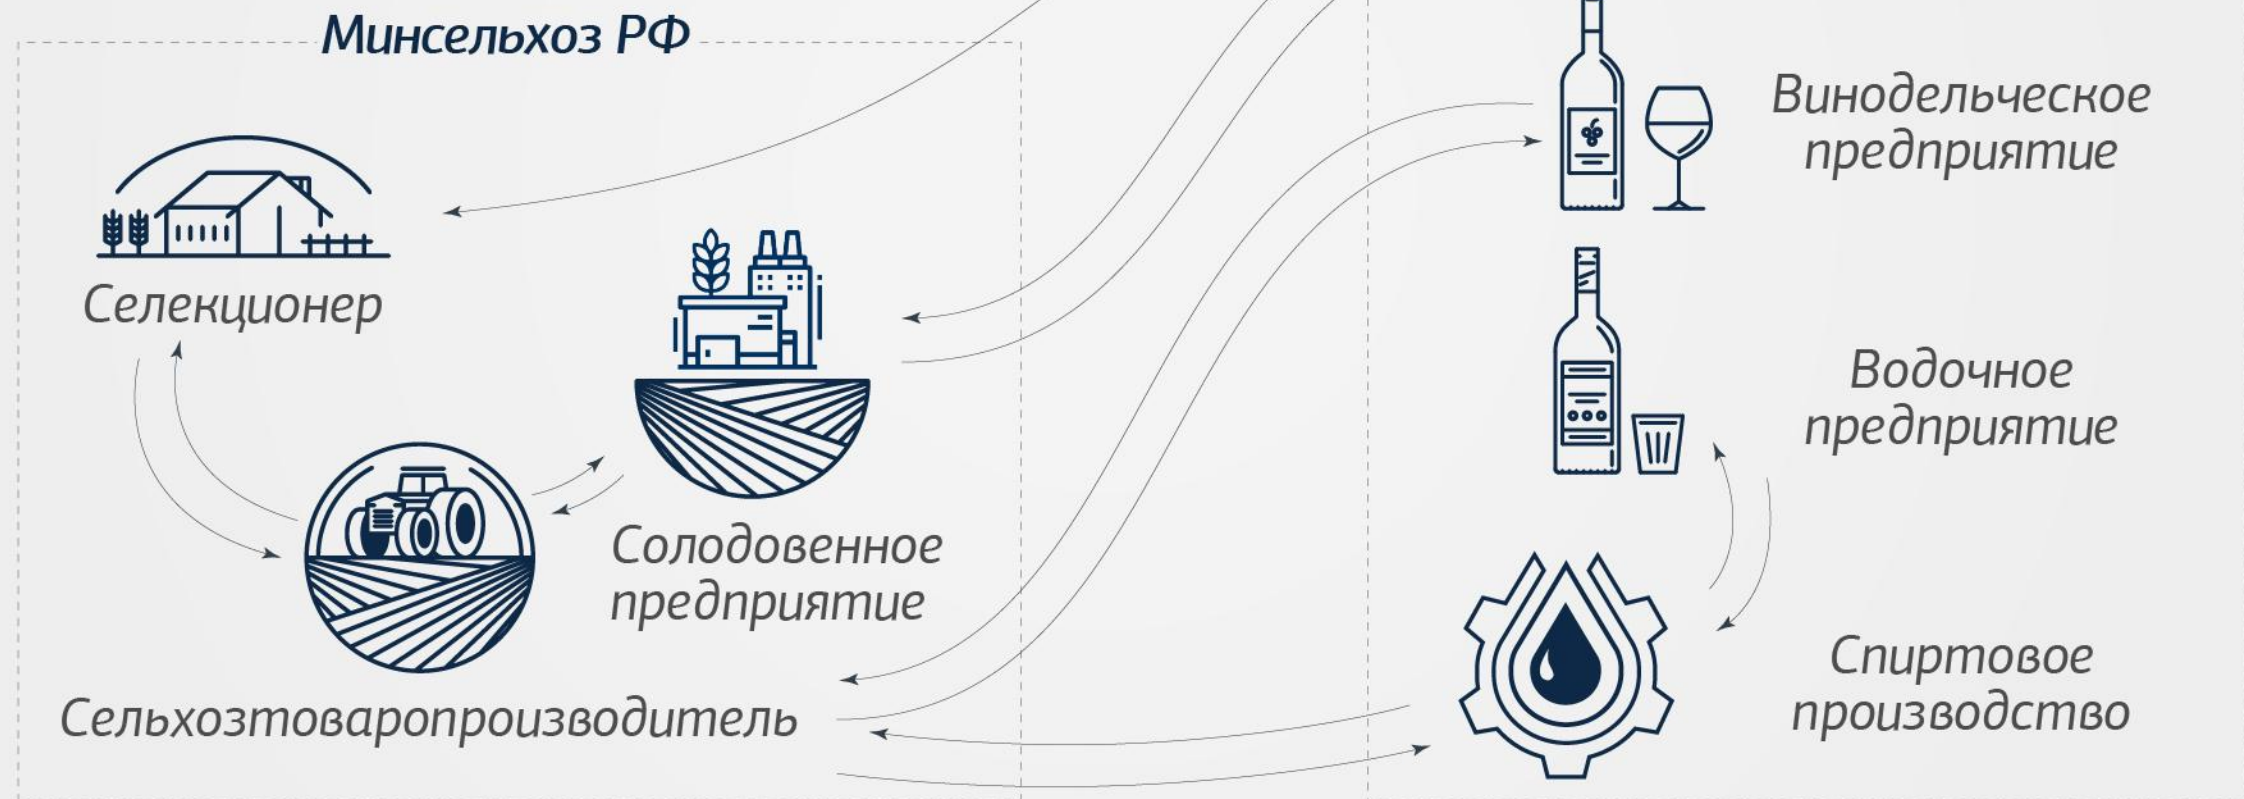 Минсельхоз РФ
Селекционер
Солодовенное
предприятие
Сельхозтоваропроизводитель
Винодельческое
предприятие
Водочное
предприятие
Спиртовое
производство